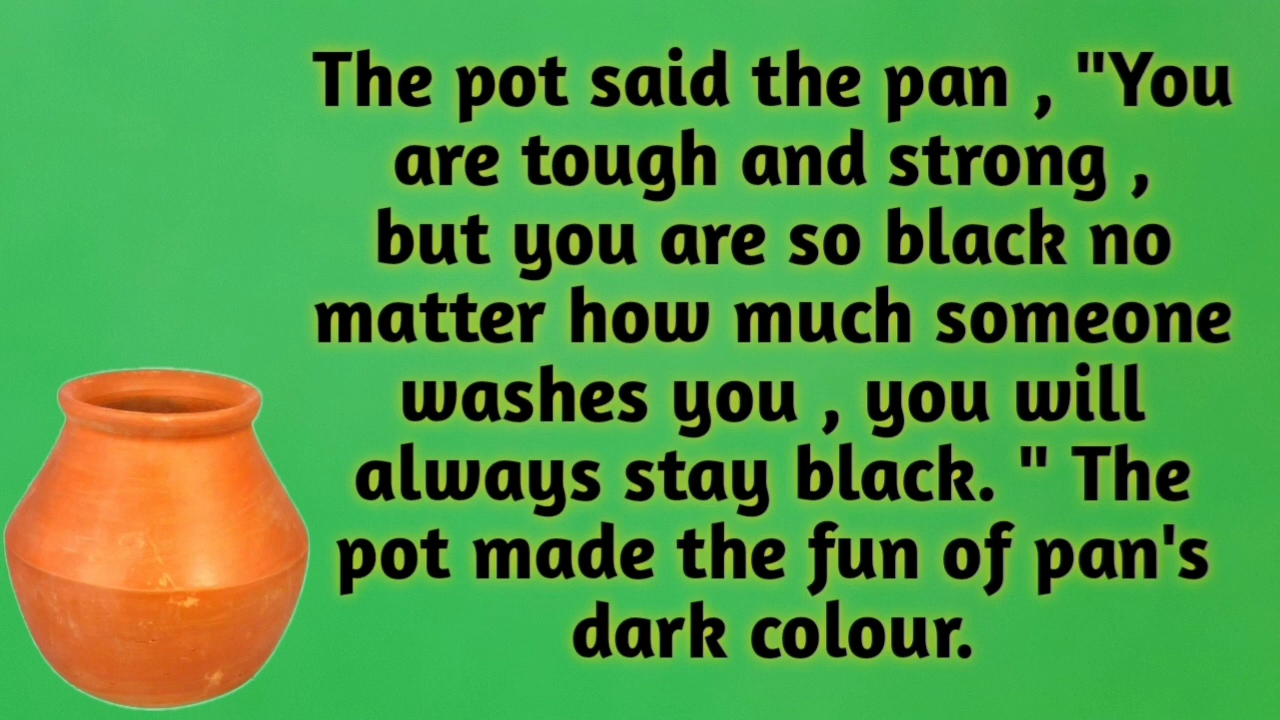 The pot said the pan , "You
are tough and strong ,
but you are so black no
matter how much someone
washes you , you will
always stay black. " The
pot made the fun of pan's
dark colour.